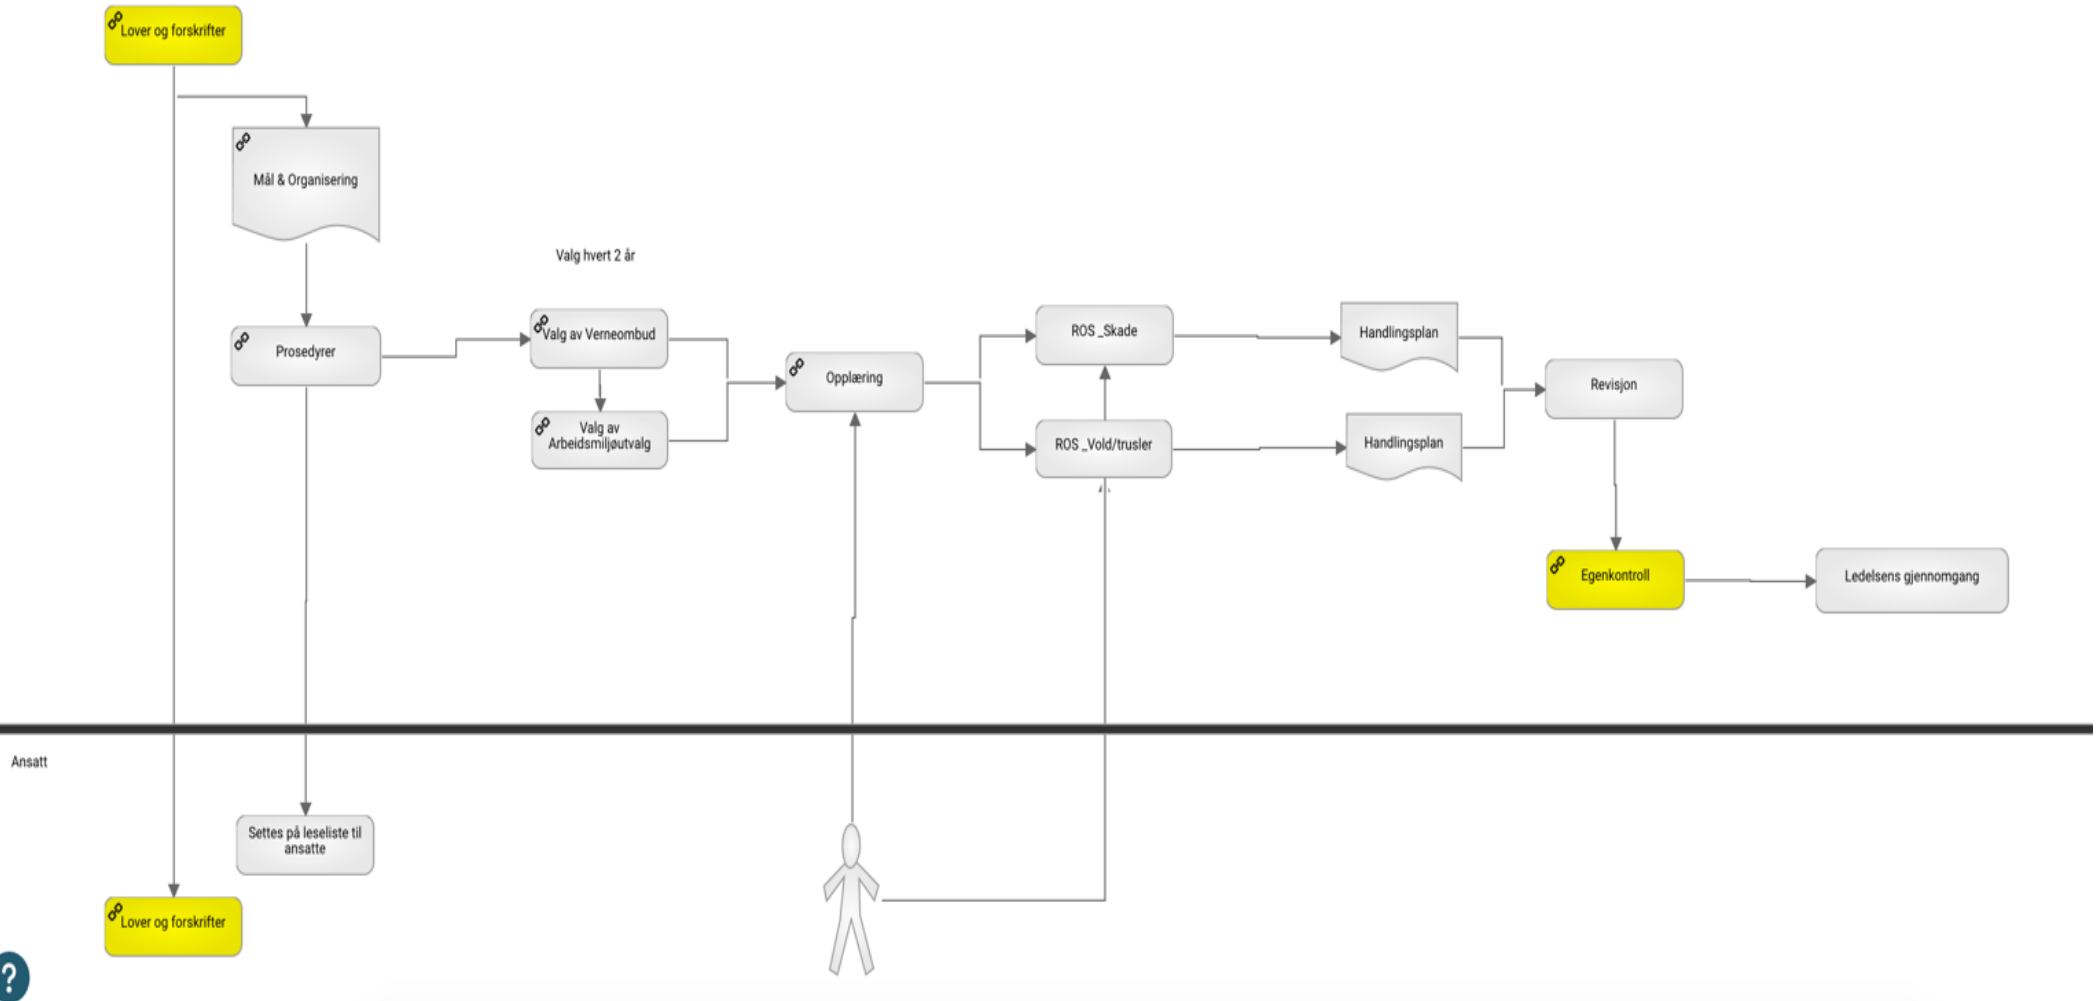 Lover og forskrifter
Mål & Organisering
Valg hvert 2 år
Prosedyrer
Valg av Verneombud
Valg av
Arbeidsmiljøutvalg
Opplæring
ROS _Skade
ROS _Vold/trusler
Handlingsplan
Handlingsplan
Revisjon
Egenkontroll
Ledelsens gjennomgang
Ansatt
Settes på leseliste til
ansatte
Lover og forskrifter
?